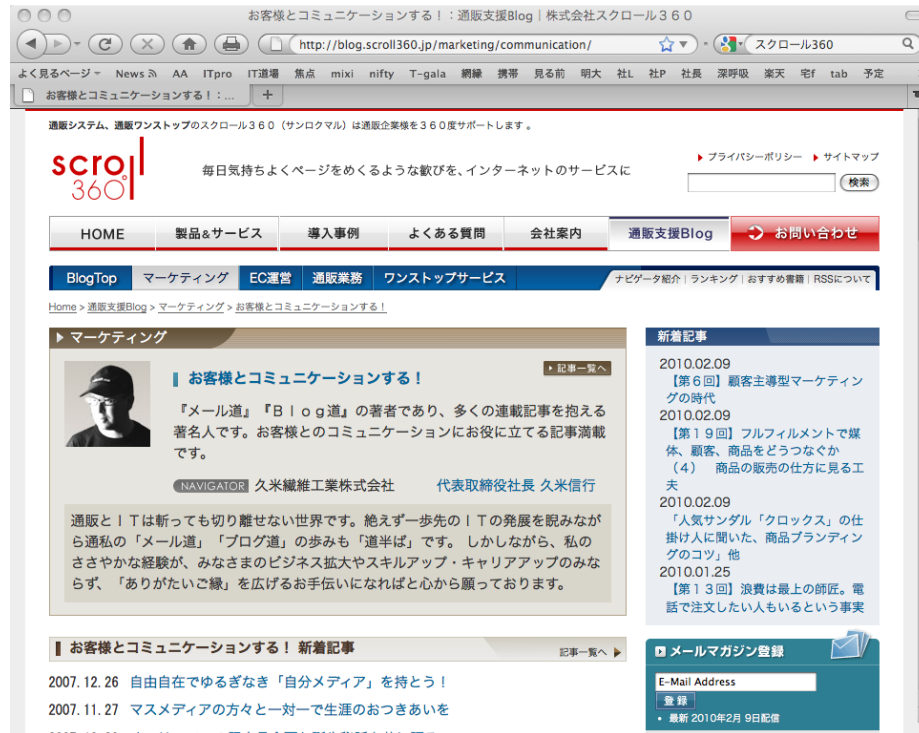 お客様とコミュニケーションする！：通販支援Blog｜株式会社スクロール３６０
http://blog.scroll360.jp/marketing/communication/
スクロール360
よく見るページ News AA ITpro IT道場 焦点 mixi nifty T-gala 網縁 携帯 見る前 明大 社L 社P 社長 深呼吸 楽天 宅f tab 予定
お客様とコミュニケーションする！：... +
通販システム、通販ワンストップのスクロール３６０（サンロクマル）は通販企業様を３６０度サポートします。
scroll
360°
毎日気持ちよくページをめくるような歓びを、インターネットのサービスに
プライバシーポリシー サイトマップ
検索
HOME 製品&サービス 導入事例 よくある質問 会社案内 通販支援Blog お問い合わせ
BlogTop マーケティング EC運営 通販業務 ワンストップサービス
ナビゲータ紹介｜ランキング｜おすすめ書籍｜RSSについて
Home > 通販支援Blog > マーケティング > お客様とコミュニケーションする！
マーケティング
記事一覧へ
お客様とコミュニケーションする！
『メール道』『Ｂｌｏｇ道』の著者であり、多くの連載記事を抱える
著名人です。お客様とのコミュニケーションにお役に立てる記事満載
です。
NAVIGATOR 久米繊維工業株式会社 代表取締役社長 久米信行
通販とＩＴは斬っても切り離せない世界です。絶えず一歩先のＩＴの発展を睨みなが
ら通私の「メール道」「ブログ道」の歩みも「道半ば」です。 しかしながら、私の
ささやかな経験が、みなさまのビジネス拡大やスキルアップ・キャリアアップのみな
らず、「ありがたいご縁」を広げるお手伝いになればと心から願っております。
お客様とコミュニケーションする！ 新着記事
記事一覧へ
2007.12.26 自由自在でゆるぎなき「自分メディア」を持とう！
2007.11.27 マスメディアの方々と一対一で生涯のおつきあいを
新着記事
2010.02.09
【第６回】顧客主導型マーケティン
グの時代
2010.02.09
【第１９回】フルフィルメントで媒
体、顧客、商品をどうつなぐか
（４） 商品の販売の仕方に見る工
夫
2010.02.09
「人気サンダル「クロックス」の仕
掛け人に聞いた、商品ブランディン
グのコツ」他
2010.01.25
【第１３回】浪費は最上の師匠。電
話で注文したい人もいるという事実
メールマガジン登録
E-Mail Address
登録
・最新 2010年2月 9日配信